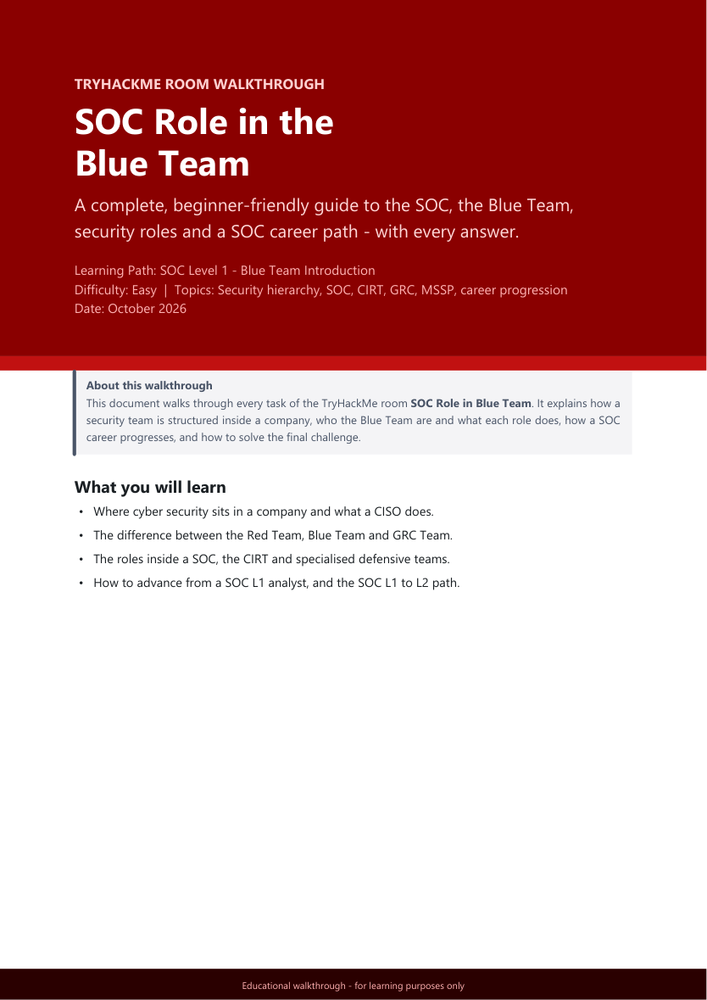 TRYHACKME ROOM WALKTHROUGH
SOC Role in the
Blue Team
A complete, beginner-friendly guide to the SOC, the Blue Team,
security roles and a SOC career path - with every answer.
Learning Path: SOC Level 1 - Blue Team Introduction
Difficulty: Easy | Topics: Security hierarchy, SOC, CIRT, GRC, MSSP, career progression
Date: October 2026
About this walkthrough
This document walks through every task of the TryHackMe room SOC Role in Blue Team. It explains how a
security team is structured inside a company, who the Blue Team are and what each role does, how a SOC
career progresses, and how to solve the final challenge.
What you will learn
• Where cyber security sits in a company and what a CISO does.
• The difference between the Red Team, Blue Team and GRC Team.
• The roles inside a SOC, the CIRT and specialised defensive teams.
• How to advance from a SOC L1 analyst, and the SOC L1 to L2 path.
Educational walkthrough - for learning purposes only